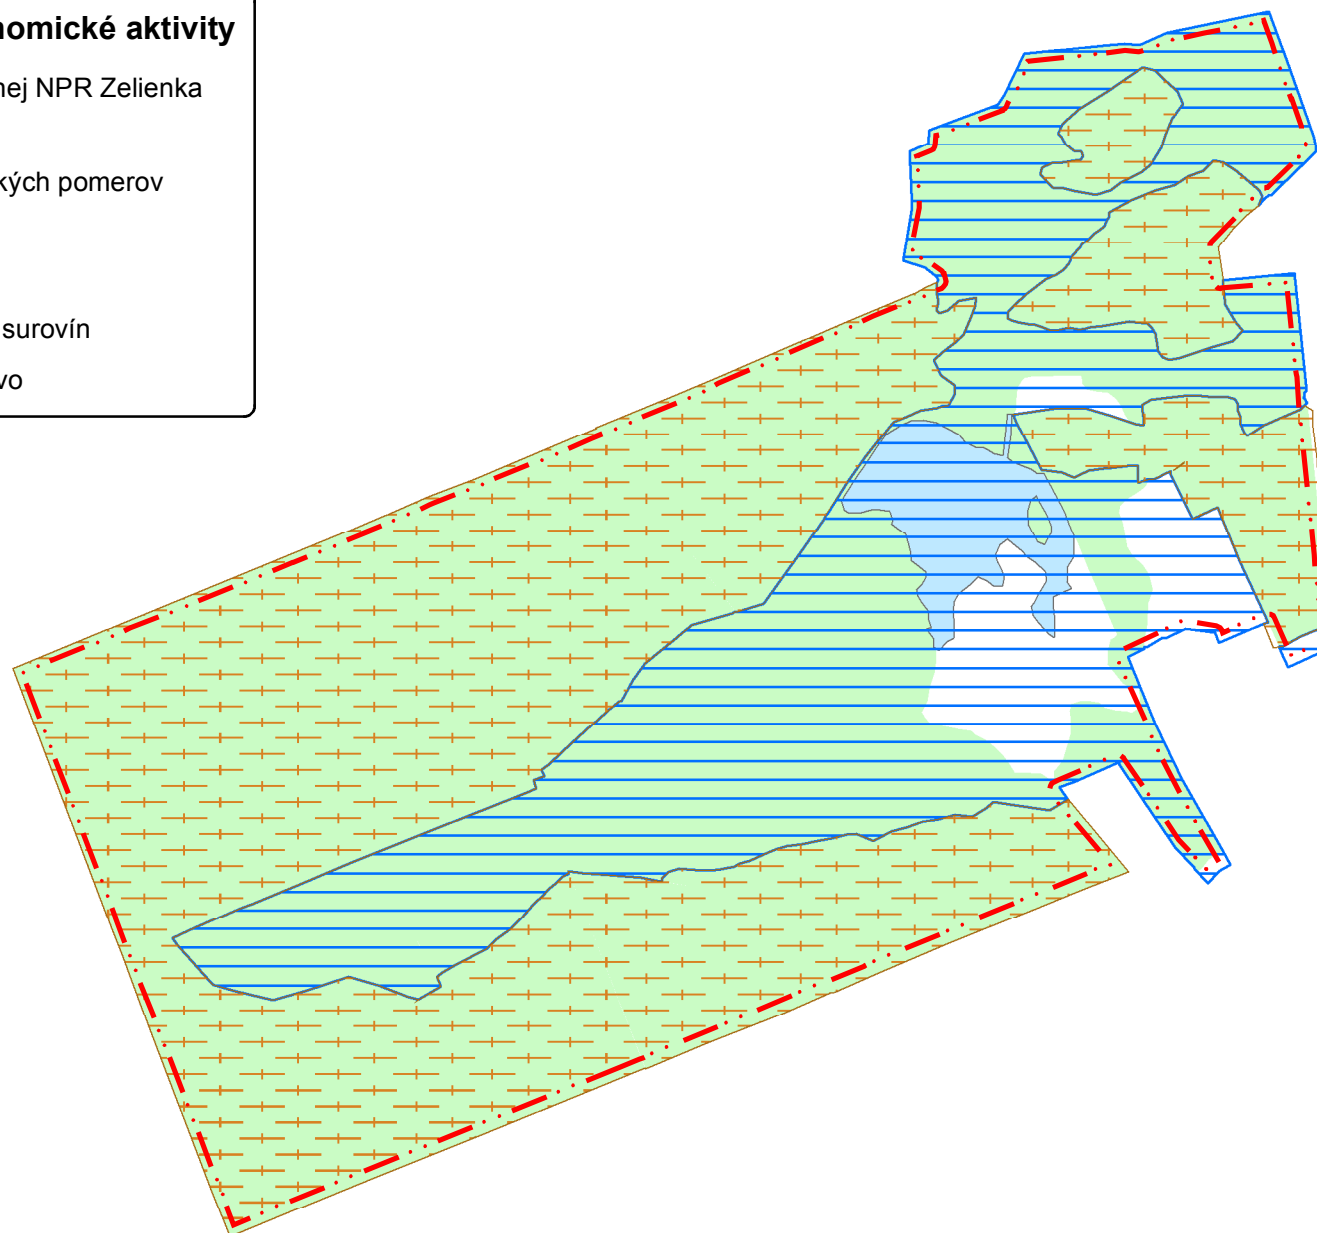 nomické aktivity
nej NPR Zelienka
kých pomerov
surovín
vo